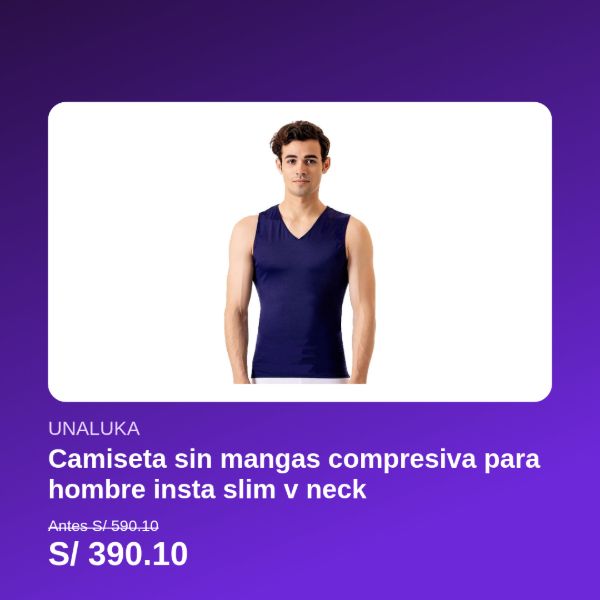 UNALUKA
Camiseta sin mangas compresiva para
hombre insta slim v neck
Antes S/ 590.10
S/ 390.10